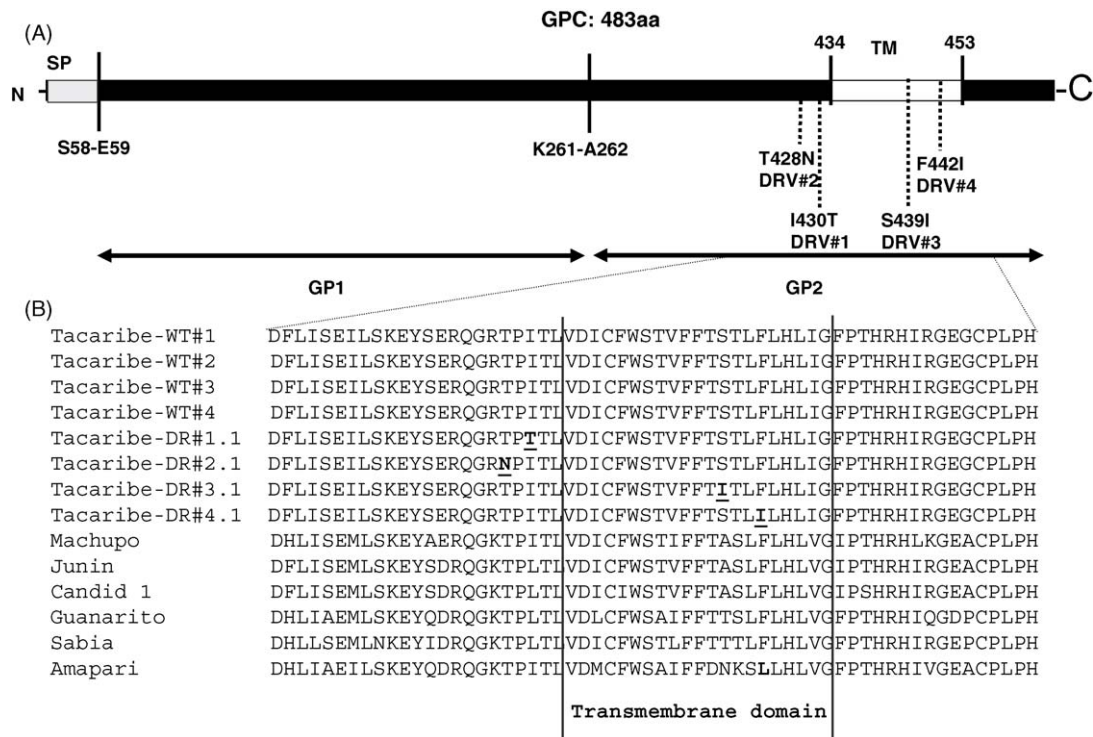 (A)
GPC: 483aa
SP
434
TM
453
N
-C
S58-E59
K261-A262
T428N
DRV#2
F442I
DRV#4
I430T
DRV#1
S439I
DRV#3
GP1
GP2
(B)
Tacaribe-WT#1 DFLISEILSKEYSERQGRTPITLVDICFWSTVFFTSTLFLHLIGFPTHRHIRGEGCPLPH
Tacaribe-WT#2 DFLISEILSKEYSERQGRTPITLVDICFWSTVFFTSTLFLHLIGFPTHRHIRGEGCPLPH
Tacaribe-WT#3 DFLISEILSKEYSERQGRTPITLVDICFWSTVFFTSTLFLHLIGFPTHRHIRGEGCPLPH
Tacaribe-WT#4 DFLISEILSKEYSERQGRTPITLVDICFWSTVFFTSTLFLHLIGFPTHRHIRGEGCPLPH
Tacaribe-DR#1.1 DFLISEILSKEYSERQGRTPTTLVDICFWSTVFFTSTLFLHLIGFPTHRHIRGEGCPLPH
Tacaribe-DR#2.1 DFLISEILSKEYSERQGRNPITLVDICFWSTVFFTSTLFLHLIGFPTHRHIRGEGCPLPH
Tacaribe-DR#3.1 DFLISEILSKEYSERQGRTPITLVDICFWSTVFFTITLFLHLIGFPTHRHIRGEGCPLPH
Tacaribe-DR#4.1 DFLISEILSKEYSERQGRTPITLVDICFWSTVFFTSTLILHLIGFPTHRHIRGEGCPLPH
Machupo DHLISEMLSKEYAERQGKTPITLVDICFWSTIFFTASLFLHLVGIPTHRHLKGEACPLPH
Junin DHLISEMLSKEYSDRQGKTPLTLVDICFWSTVFFTASLFLHLVGIPTHRHIRGEACPLPH
Candid 1 DHLISEMLSKEYSDRQGKTPLTLVDICIWSTVFFTASLFLHLVGIPSHRHIRGEACPLPH
Guanarito DHLIAEMLSKEYQDRQGKTPLTLVDLCFWSAIFFTTSLFLHLVGFPTHRHIQGDPCPLPH
Sabia DHLLSEMLNKEYIDRQGKTPLTLVDICFWSTLFFTTTLFLHLVGFPTHRHIRGEPCPLPH
Amapari DHLIAEILSKEYQDRQGKTPITLVDMCFWSAIFFDNKSLLLHLVGFPTHRHIVGEACPLPH
Transmembrane domain